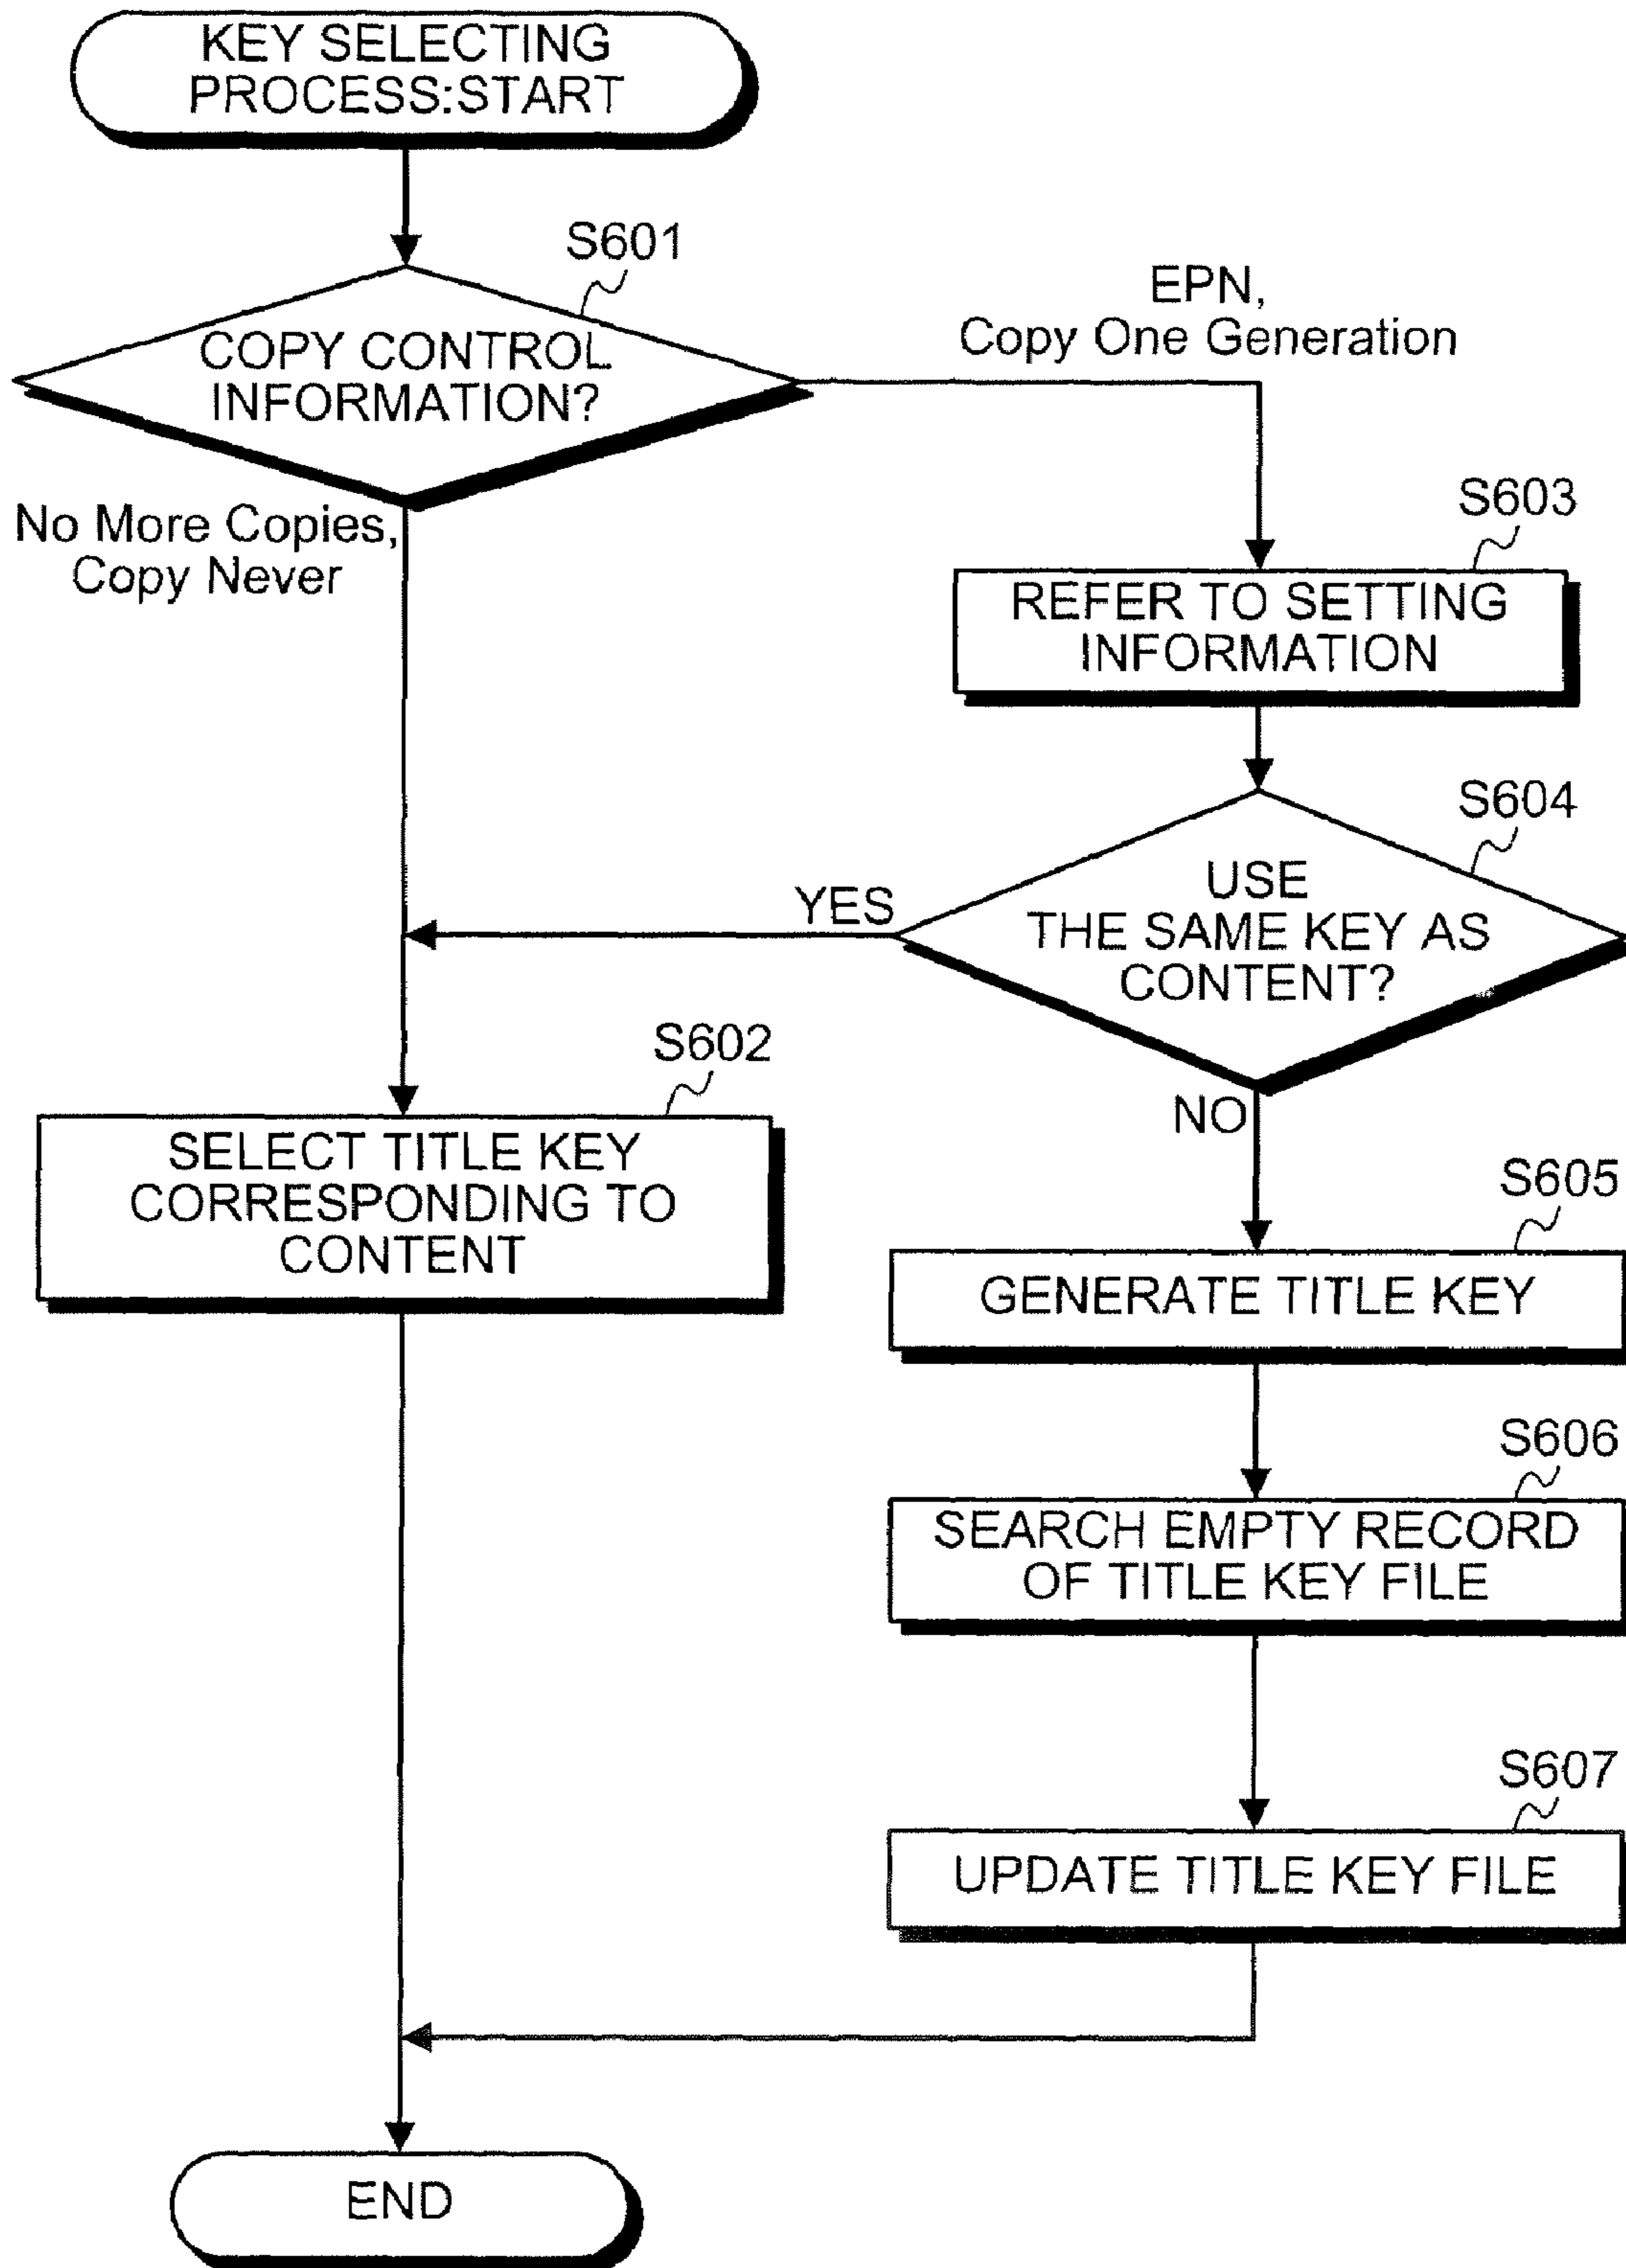 KEY SELECTING
PROCESS:START
S601
COPY CONTROL
INFORMATION?
EPN,
Copy One Generation
No More Copies,
Copy Never
S603
REFER TO SETTING
INFORMATION
S604
USE
THE SAME KEY AS
CONTENT?
YES
NO
S602
SELECT TITLE KEY
CORRESPONDING TO
CONTENT
S605
GENERATE TITLE KEY
S606
SEARCH EMPTY RECORD
OF TITLE KEY FILE
S607
UPDATE TITLE KEY FILE
END